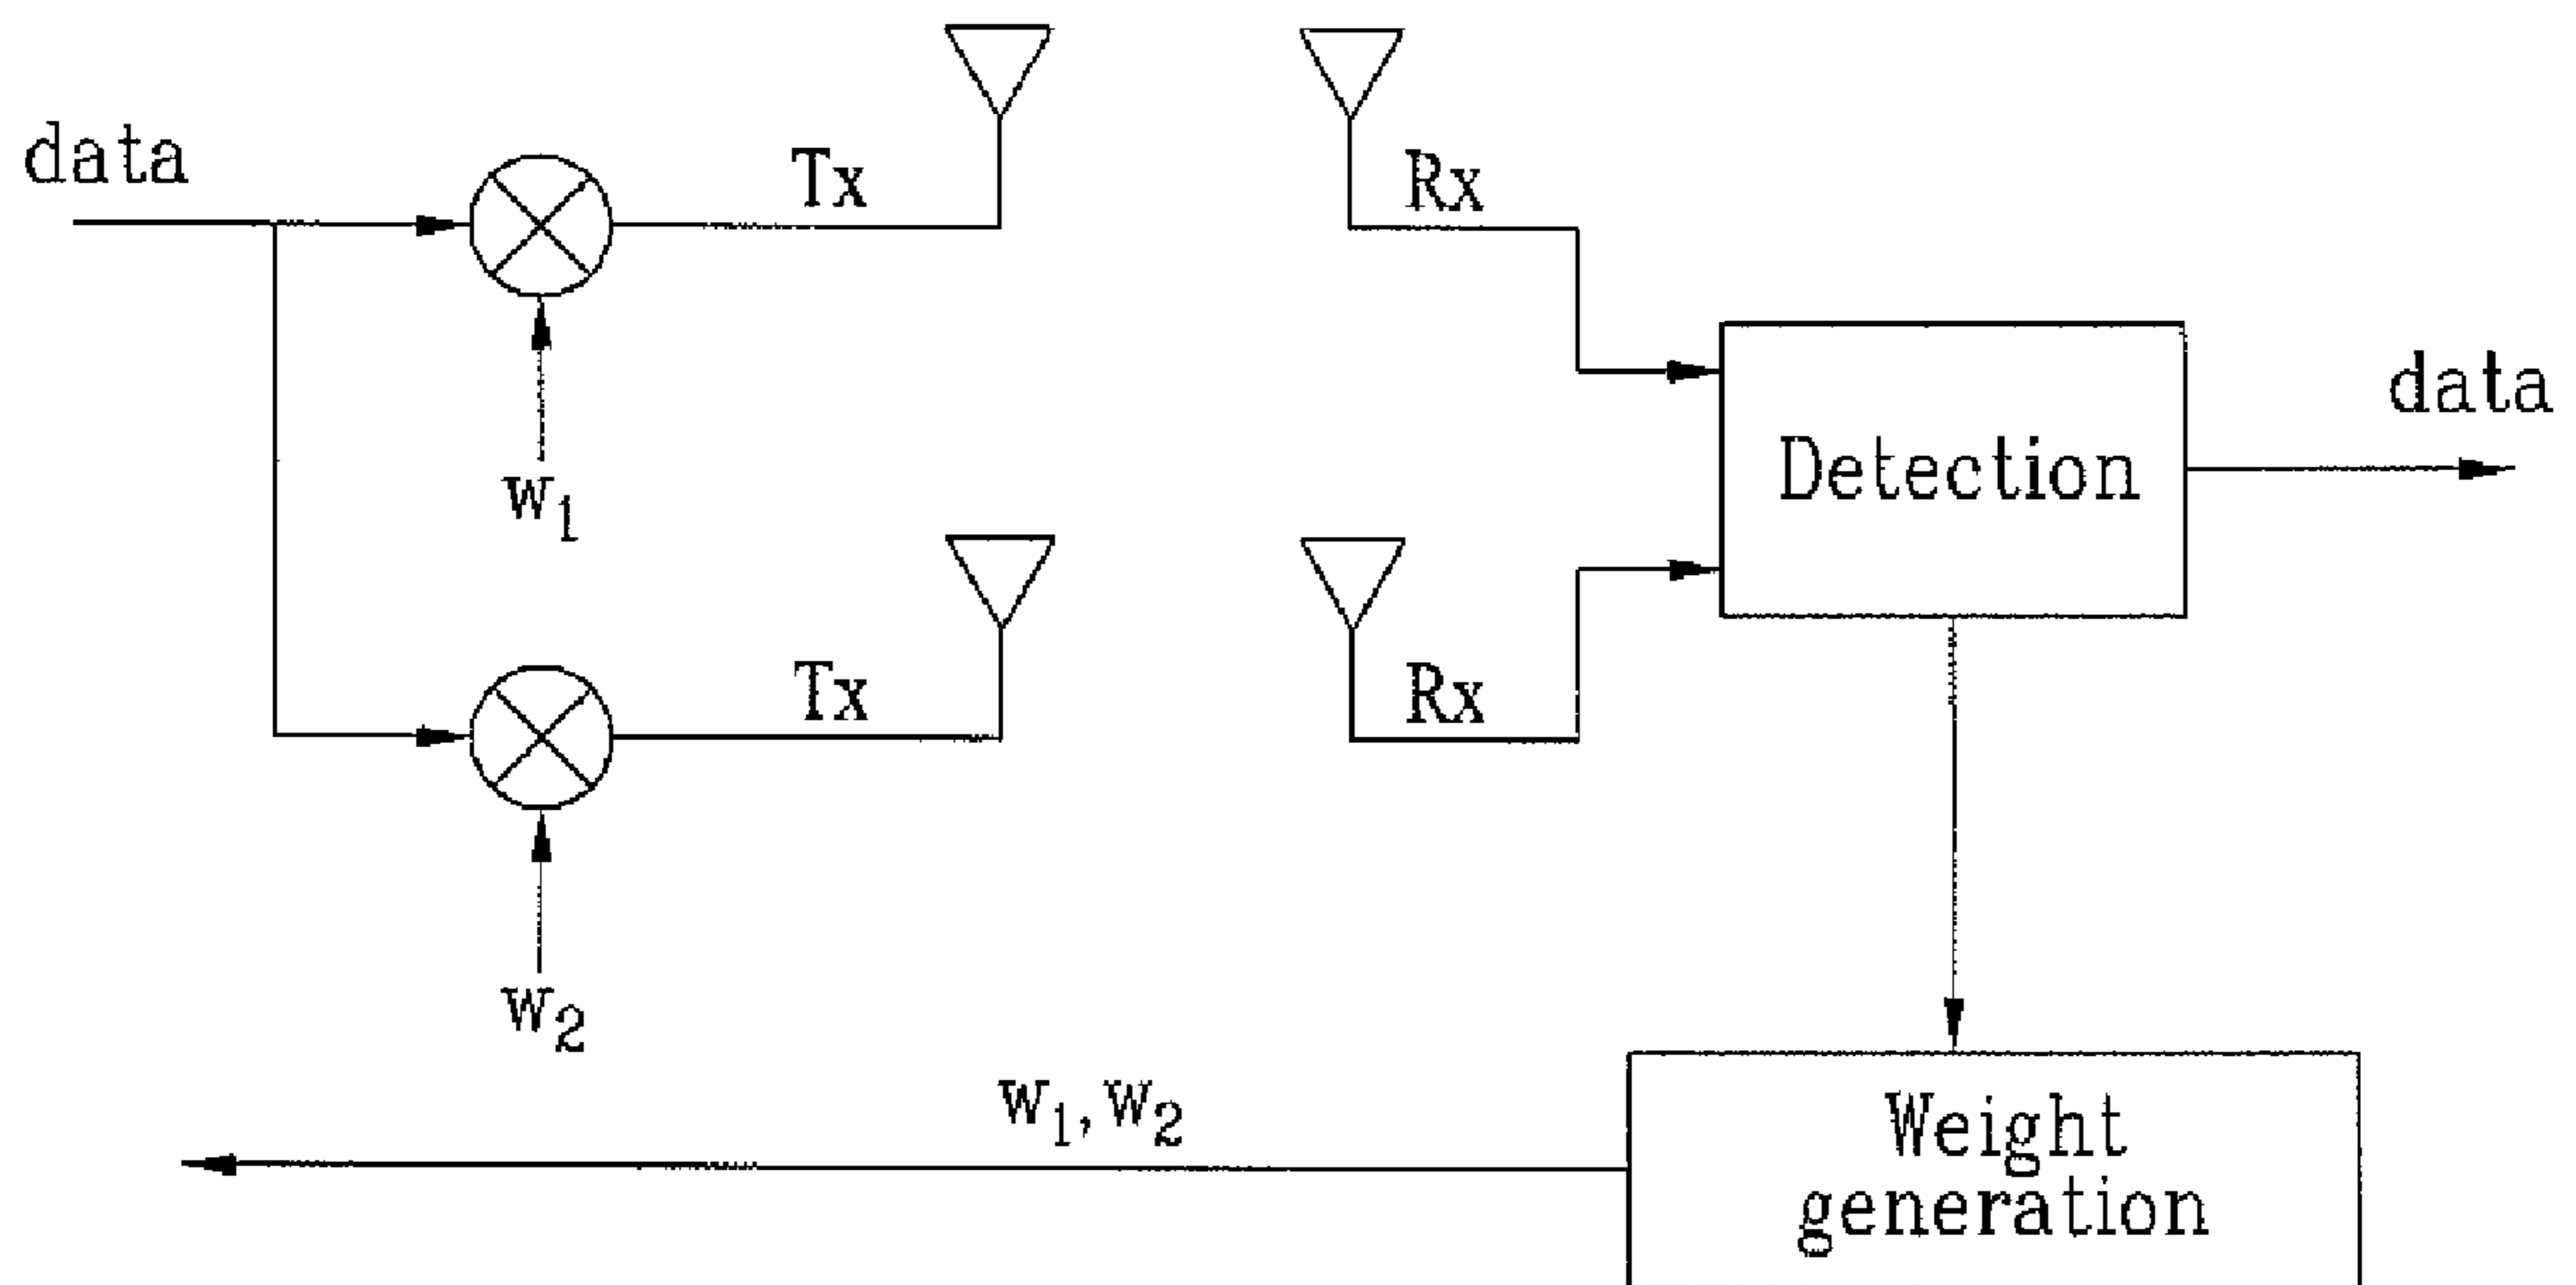 data
Tx
Rx
w1
Detection
data
Tx
Rx
w2
w1,w2
Weight
generation